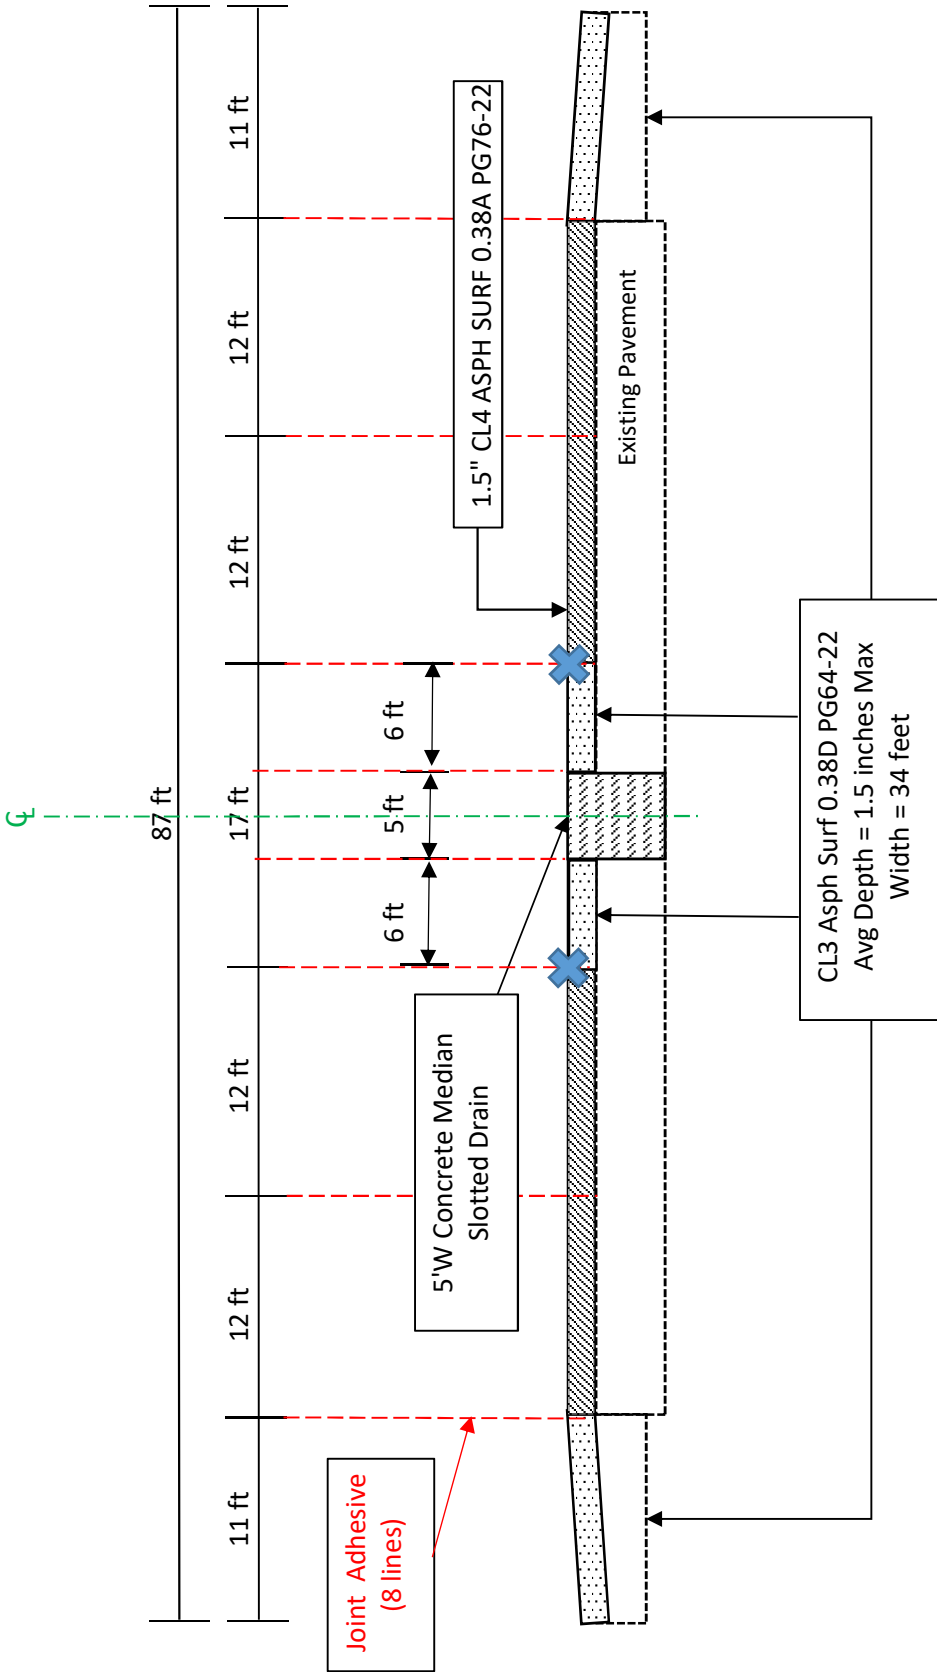 ℄
87 ft
11 ft
12 ft
12 ft
17 ft
12 ft
12 ft
11 ft
6 ft
5 ft
6 ft
Joint Adhesive
(8 lines)
5'W Concrete Median
Slotted Drain
1.5" CL4 ASPH SURF 0.38A PG76-22
Existing Pavement
CL3 Asph Surf 0.38D PG64-22
Avg Depth = 1.5 inches Max
Width = 34 feet